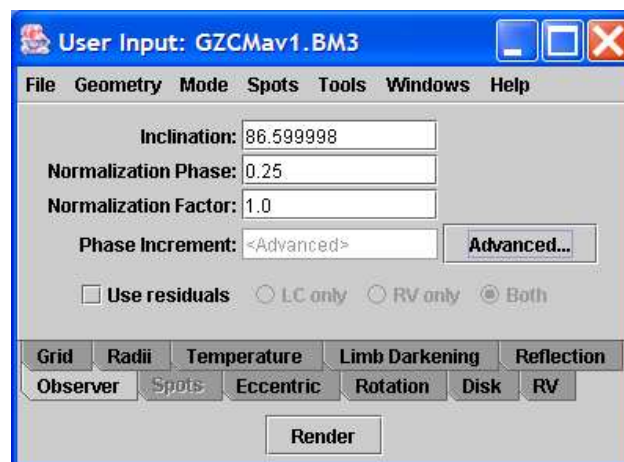 User Input: GZCMav1.BM3
File Geometry Mode Spots Tools Windows Help
Inclination: 86.599998
Normalization Phase: 0.25
Normalization Factor: 1.0
Phase Increment: <Advanced> Advanced...
Use residuals LC only RV only Both
Grid Radii Temperature Limb Darkening Reflection
Observer Spots Eccentric Rotation Disk RV
Render